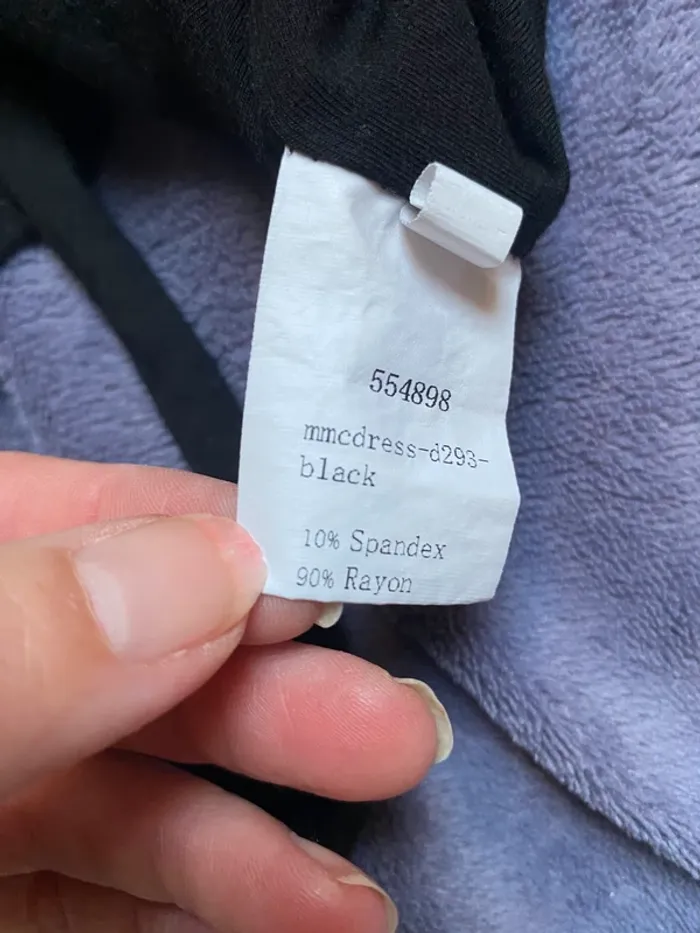 554898
mmcdress-d293-
black
10% Spandex
90% Rayon